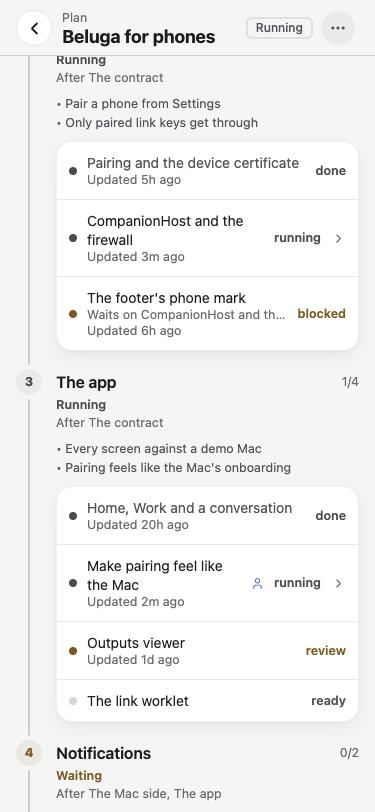 Plan
Beluga for phones
Running
Running
After The contract
• Pair a phone from Settings
• Only paired link keys get through
Pairing and the device certificate
done
Updated 5h ago
CompanionHost and the
firewall
running
Updated 3m ago
The footer's phone mark
Waits on CompanionHost and th...
blocked
Updated 6h ago
3
The app
1/4
Running
After The contract
• Every screen against a demo Mac
• Pairing feels like the Mac's onboarding
Home, Work and a conversation
done
Updated 20h ago
Make pairing feel like
the Mac
running
Updated 2m ago
Outputs viewer
review
Updated 1d ago
The link worklet
ready
4
Notifications
0/2
Waiting
After The Mac side, The app